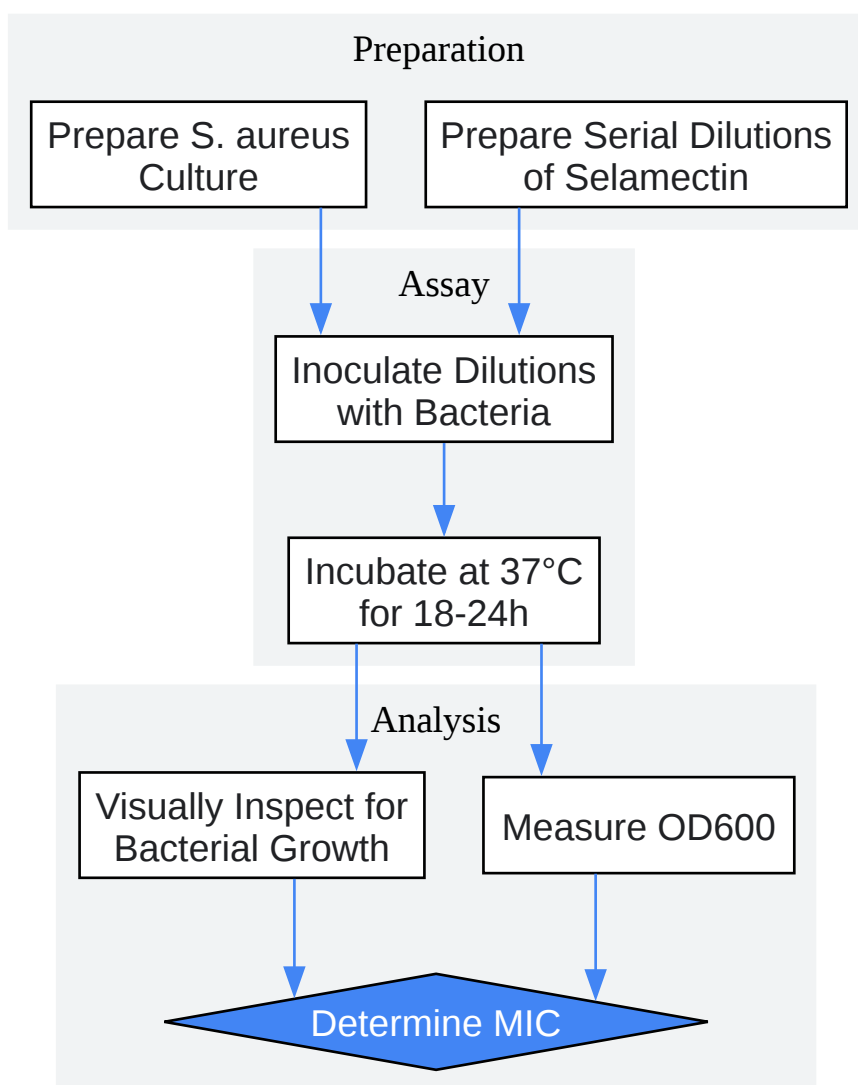 Preparation
Prepare S. aureus
Culture
Prepare Serial Dilutions
of Selamectin
Assay
Inoculate Dilutions
with Bacteria
Incubate at 37°C
for 18-24h
Analysis
Visually Inspect for
Bacterial Growth
Measure OD600
Determine MIC